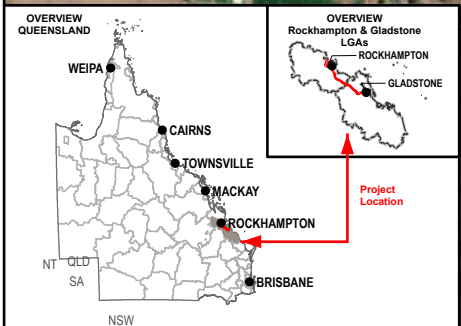 OVERVIEW
QUEENSLAND
WEIPA
CAIRNS
TOWNSVILLE
MACKAY
ROCKHAMPTON
BRISBANE
NT
QLD
SA
NSW
OVERVIEW
Rockhampton & Gladstone
LGAs
ROCKHAMPTON
GLADSTONE
Project
Location